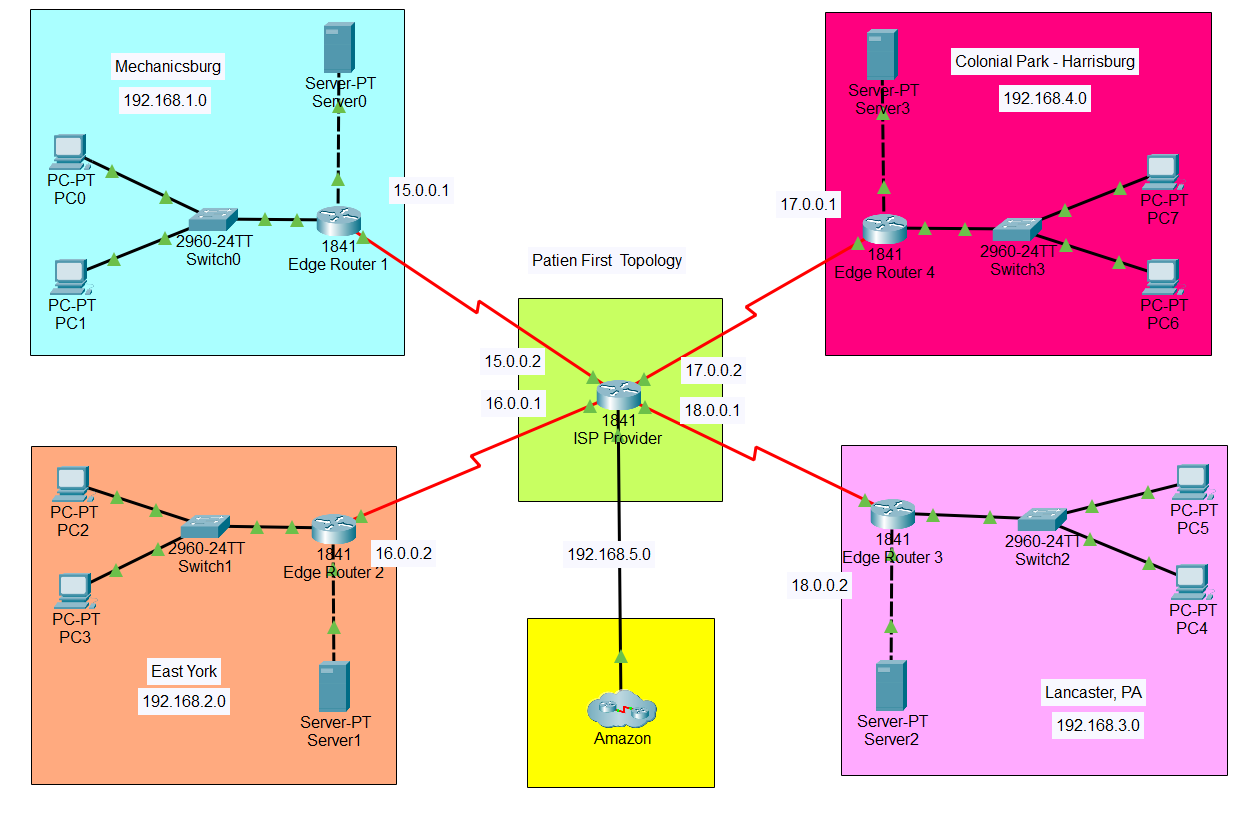 Mechanicsburg
192.168.1.0
Server-PT
Server0
PC-PT
PC0
2960-24TT
Switch0
1841
Edge Router 1
PC-PT
PC1
15.0.0.1
Colonial Park - Harrisburg
192.168.4.0
Server-PT
Server3
17.0.0.1
1841
Edge Router 4
2960-24TT
Switch3
PC-PT
PC7
PC-PT
PC6
Patien First Topology
15.0.0.2
17.0.0.2
16.0.0.1
18.0.0.1
1841
ISP Provider
PC-PT
PC2
2960-24TT
Switch1
1841
Edge Router 2
16.0.0.2
PC-PT
PC3
East York
192.168.2.0
Server-PT
Server1
192.168.5.0
Amazon
1841
Edge Router 3
18.0.0.2
2960-24TT
Switch2
PC-PT
PC5
PC-PT
PC4
Server-PT
Server2
Lancaster, PA
192.168.3.0